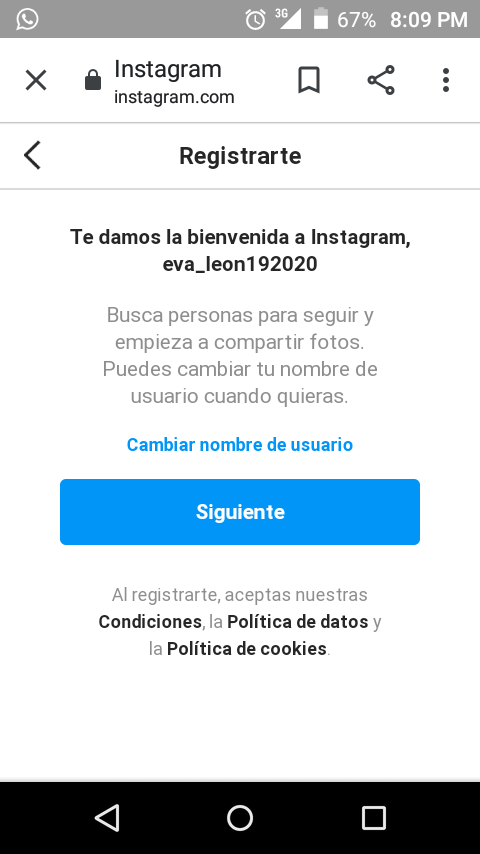 3G 67% 8:09 PM
Instagram
instagram.com
Registrarte
Te damos la bienvenida a Instagram,
eva_leon192020
Busca personas para seguir y
empieza a compartir fotos.
Puedes cambiar tu nombre de
usuario cuando quieras.
Cambiar nombre de usuario
Siguiente
Al registrarte, aceptas nuestras
Condiciones, la Política de datos y
la Política de cookies.